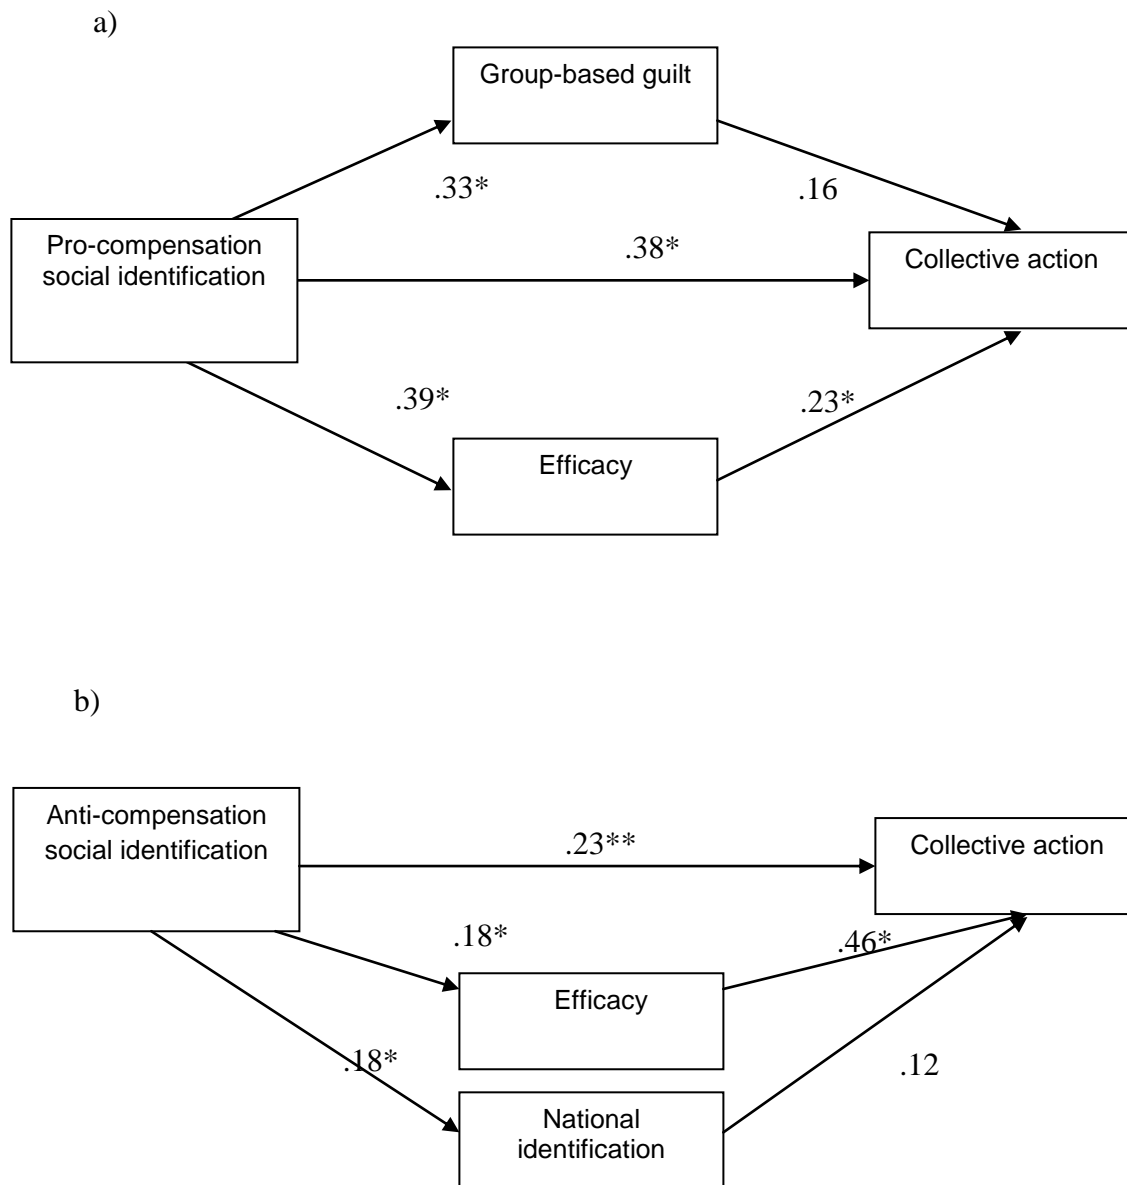 a)
Group-based guilt
.33*
.16
Pro-compensation
social identification
.38*
Collective action
.39*
.23*
Efficacy
b)
Anti-compensation
social identification
.23**
Collective action
.18*
.46*
Efficacy
.18*
.12
National
identification